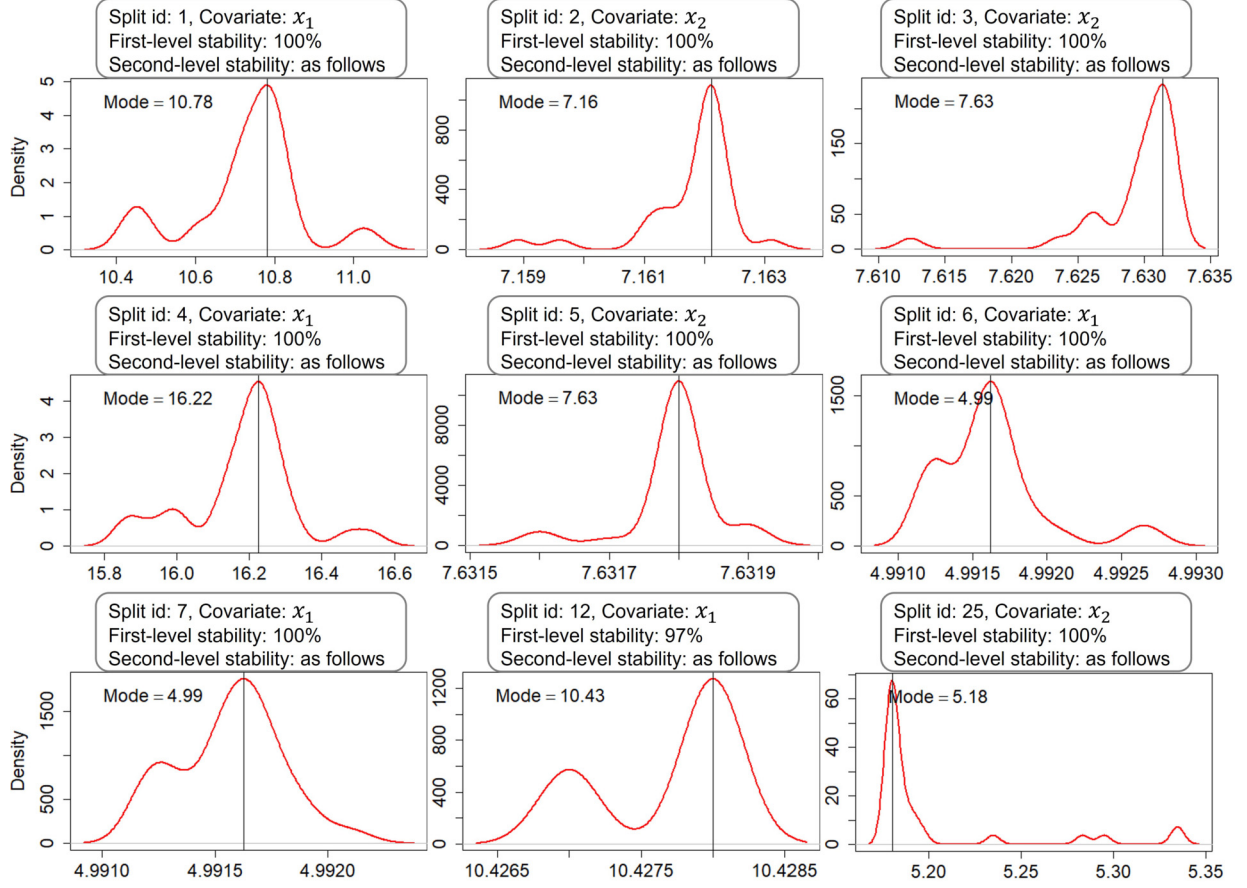 Split id: 1, Covariate: x₁
First-level stability: 100%
Second-level stability: as follows
Split id: 2, Covariate: x₂
First-level stability: 100%
Second-level stability: as follows
Split id: 3, Covariate: x₂
First-level stability: 100%
Second-level stability: as follows
Density
5
4
3
2
1
0
Mode = 10.78
10.4
10.6
10.8
11.0
800
400
0
Mode = 7.16
7.159
7.161
7.163
150
50
0
Mode = 7.63
7.610
7.615
7.620
7.625
7.630
7.635
Split id: 4, Covariate: x₁
First-level stability: 100%
Second-level stability: as follows
Split id: 5, Covariate: x₂
First-level stability: 100%
Second-level stability: as follows
Split id: 6, Covariate: x₁
First-level stability: 100%
Second-level stability: as follows
Density
4
3
2
1
0
Mode = 16.22
15.8
16.0
16.2
16.4
16.6
8000
4000
0
Mode = 7.63
7.6315
7.6317
7.6319
1500
500
0
Mode = 4.99
4.9910
4.9915
4.9920
4.9925
4.9930
Split id: 7, Covariate: x₁
First-level stability: 100%
Second-level stability: as follows
Split id: 12, Covariate: x₁
First-level stability: 97%
Second-level stability: as follows
Split id: 25, Covariate: x₂
First-level stability: 100%
Second-level stability: as follows
Density
1500
500
0
Mode = 4.99
4.9910
4.9915
4.9920
1200
800
400
0
Mode = 10.43
10.4265
10.4275
10.4285
60
40
20
0
Mode = 5.18
5.20
5.25
5.30
5.35